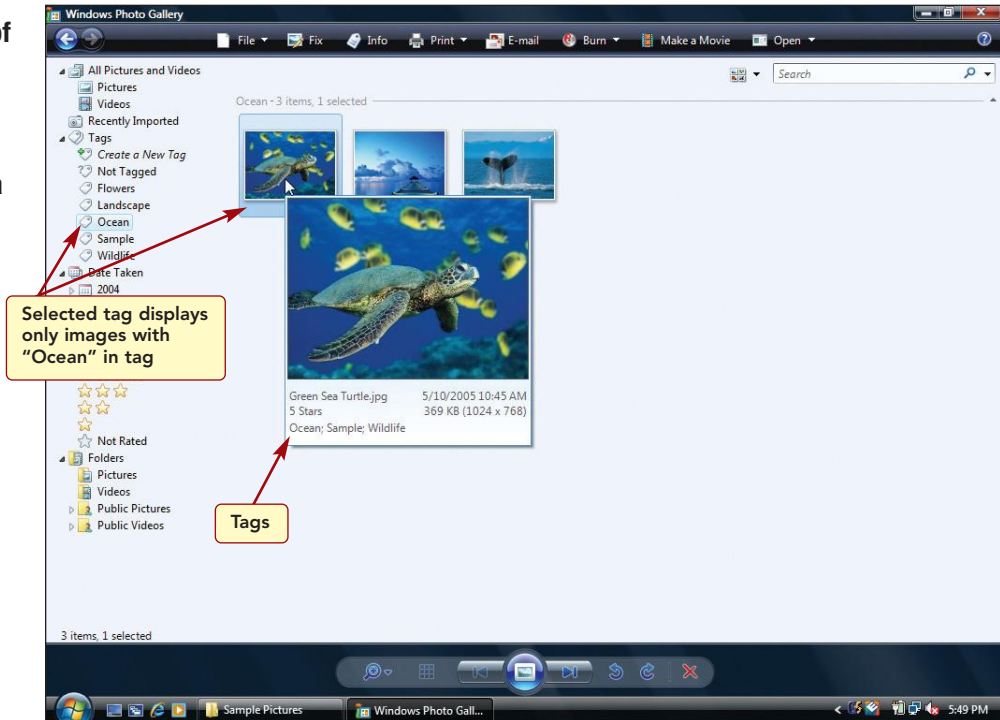 of
Windows Photo Gallery
File Fix Info Print E-mail Burn Make a Movie Open
All Pictures and Videos
Search
Pictures
Videos
Ocean - 3 items, 1 selected
Recently Imported
Tags
Create a New Tag
Not Tagged
Flowers
Landscape
Ocean
Sample
Wildlife
Date Taken
2004
Selected tag displays
only images with
"Ocean" in tag
Green Sea Turtle.jpg 5/10/2005 10:45 AM
5 Stars 369 KB (1024 x 768)
Ocean; Sample; Wildlife
Not Rated
Folders
Pictures
Videos
Public Pictures
Public Videos
Tags
3 items, 1 selected
Sample Pictures Windows Photo Gall... 5:49 PM